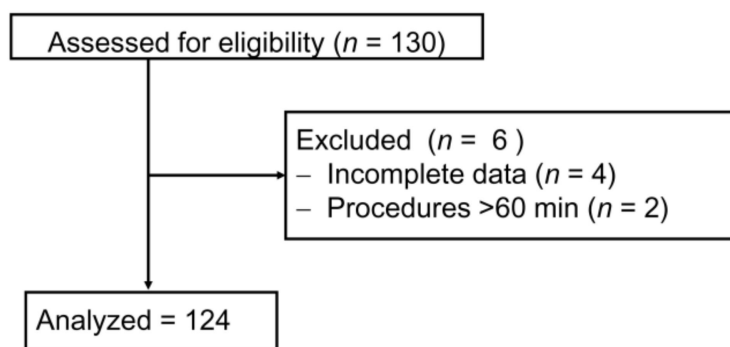 Assessed for eligibility (n = 130)
Excluded (n = 6 )
– Incomplete data (n = 4)
– Procedures >60 min (n = 2)
Analyzed = 124